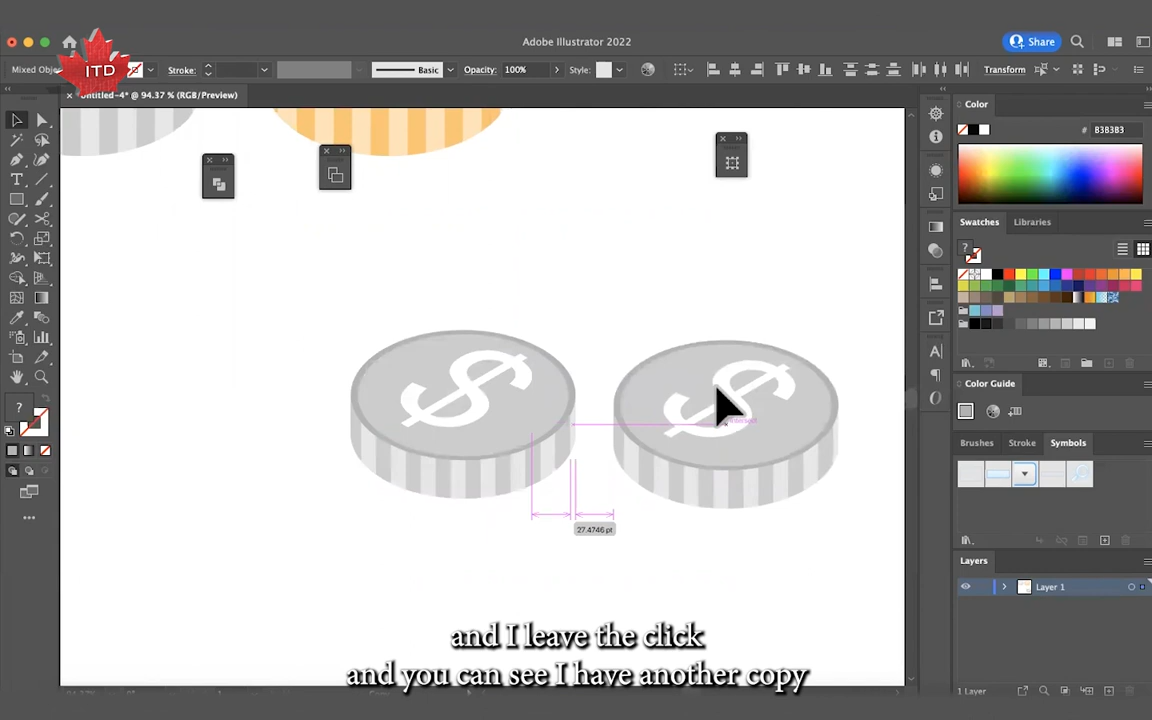 ITD
Adobe Illustrator 2022
Share
Mixed Obje
Stroke:
Basic
Opacity:
100%
Style:
Transform
Untitled-4* @ 94.37 % (RGB/Preview)
Color
# B3B3B3
Swatches
Libraries
Color Guide
Brushes
Stroke
Symbols
27.4746 pt
Layers
Layer 1
and I leave the click
and you can see I have another copy
1 Layer